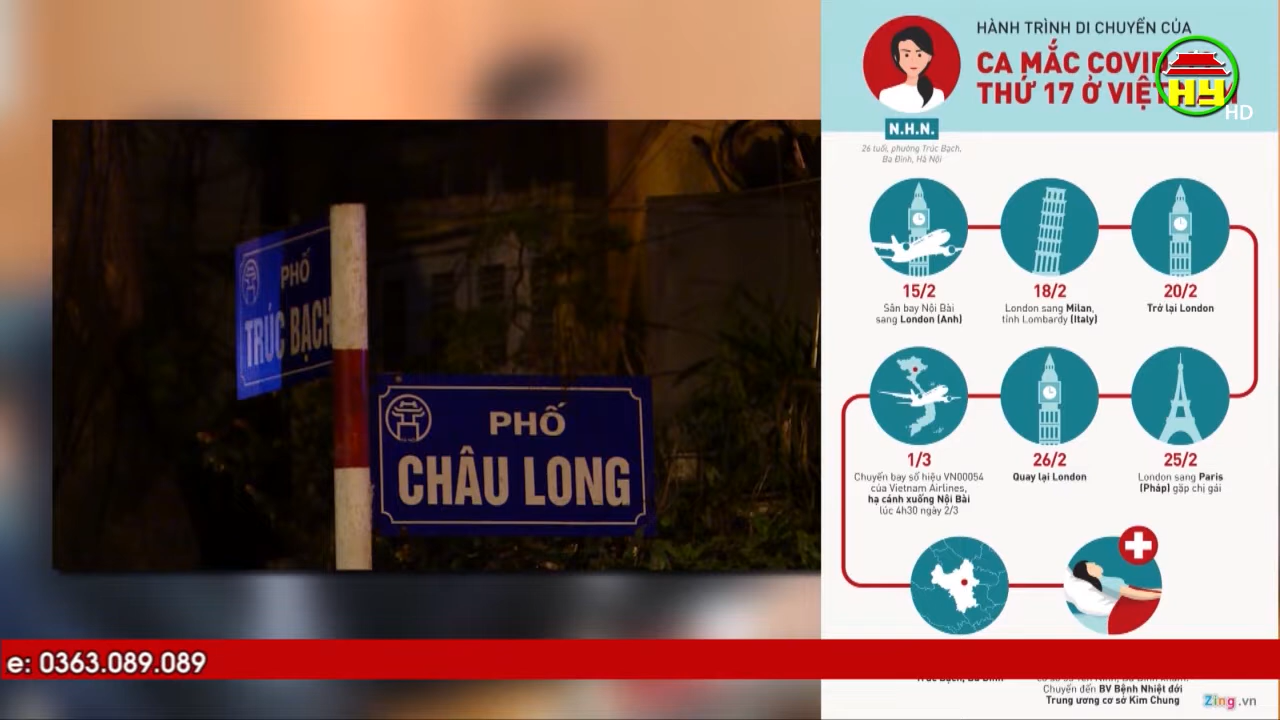 HÀNH TRÌNH DI CHUYỂN CỦA
CA MẮC COVID
THỨ 17 Ở VIỆT
HY
HD
N.H.N.
26 tuổi, phường Trúc Bạch,
Ba Đình, Hà Nội
PHỐ
TRÚC BẠCH
PHỐ
CHÂU LONG
15/2
Sân bay Nội Bài
sang London (Anh)
18/2
London sang Milan,
tỉnh Lombardy (Italy)
20/2
Trở lại London
1/3
Chuyến bay số hiệu VN00054
của Vietnam Airlines,
hạ cánh xuống Nội Bài
lúc 4h30 ngày 2/3
26/2
Quay lại London
25/2
London sang Paris
(Pháp) gặp chị gái
e: 0363.089.089
Chuyển đến BV Bệnh Nhiệt đới
Trung ương cơ sở Kim Chung
Zing.vn